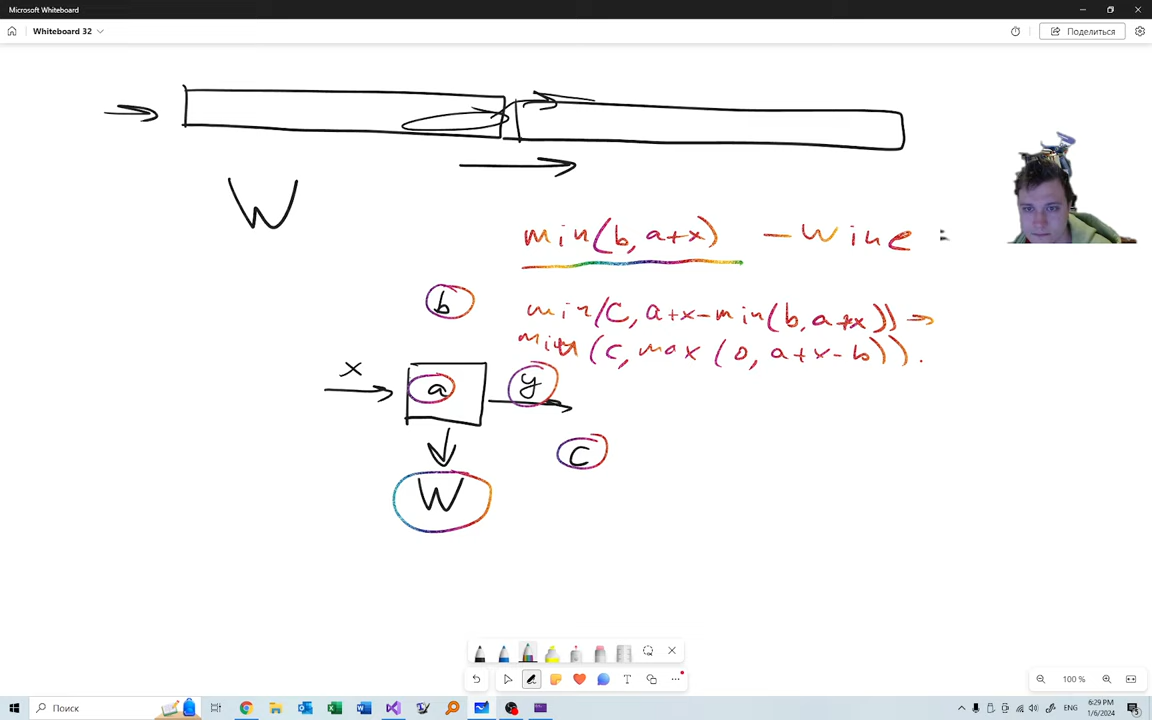 Microsoft Whiteboard
Whiteboard 32
Поделиться
W
min(b, a+x) - wine
b
min(C, a+x-min(b, a+x)) →
min(c, max(0, a+x-b)).
x
a
y
c
W
T
100 %
Поиск
ENG
6:29 PM
1/6/2024
5